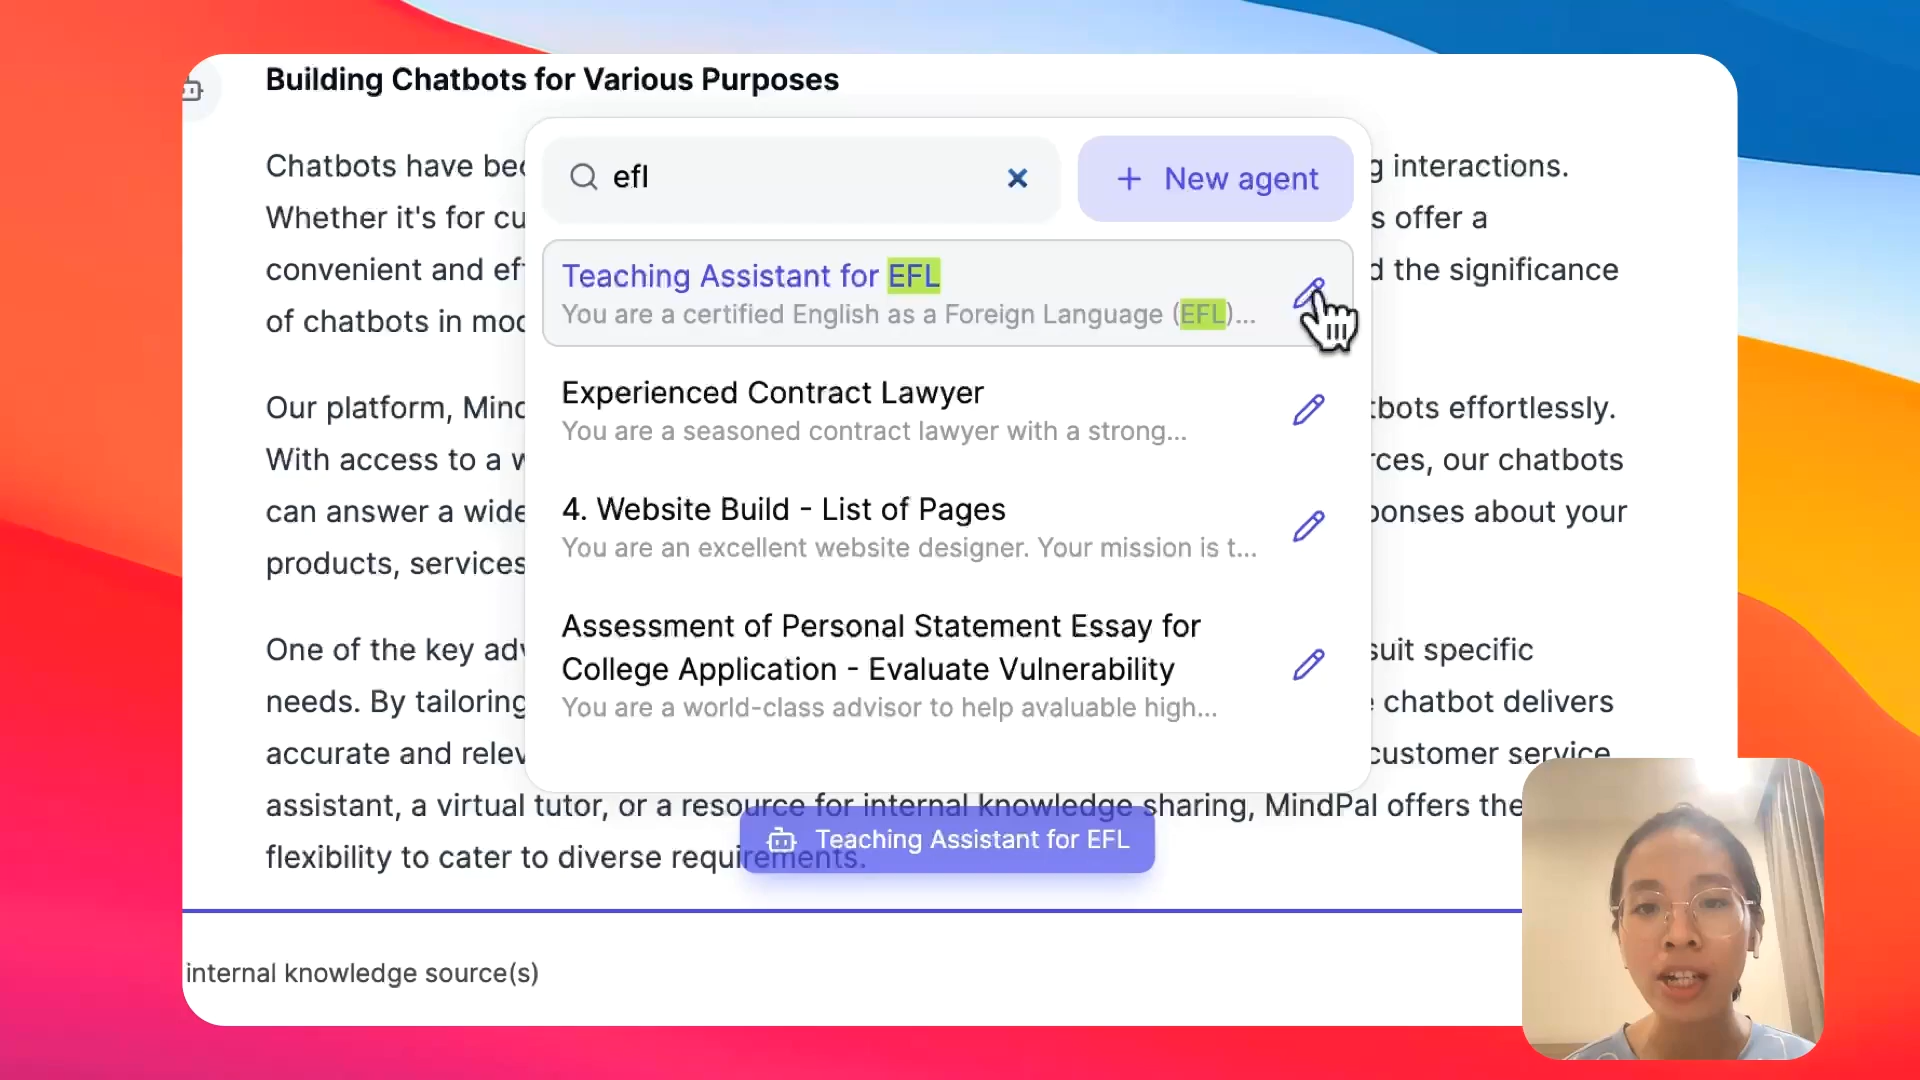 Building Chatbots for Various Purposes
Chatbots have be
g interactions.
Whether it's for cu
s offer a
convenient and ef
d the significance
of chatbots in mo
efl
+ New agent
Teaching Assistant for EFL
You are a certified English as a Foreign Language (EFL)...
Experienced Contract Lawyer
You are a seasoned contract lawyer with a strong...
4. Website Build - List of Pages
You are an excellent website designer. Your mission is t...
Assessment of Personal Statement Essay for
College Application - Evaluate Vulnerability
You are a world-class advisor to help avaluable high...
Our platform, Mind
tbots effortlessly.
With access to a w
rces, our chatbots
can answer a wide
ponses about your
products, services
One of the key adv
suit specific
needs. By tailoring
chatbot delivers
accurate and relev
customer service
assistant, a virtual tutor, or a resource for internal knowledge sharing, MindPal offers the
flexibility to cater to diverse requirements.
Teaching Assistant for EFL
internal knowledge source(s)